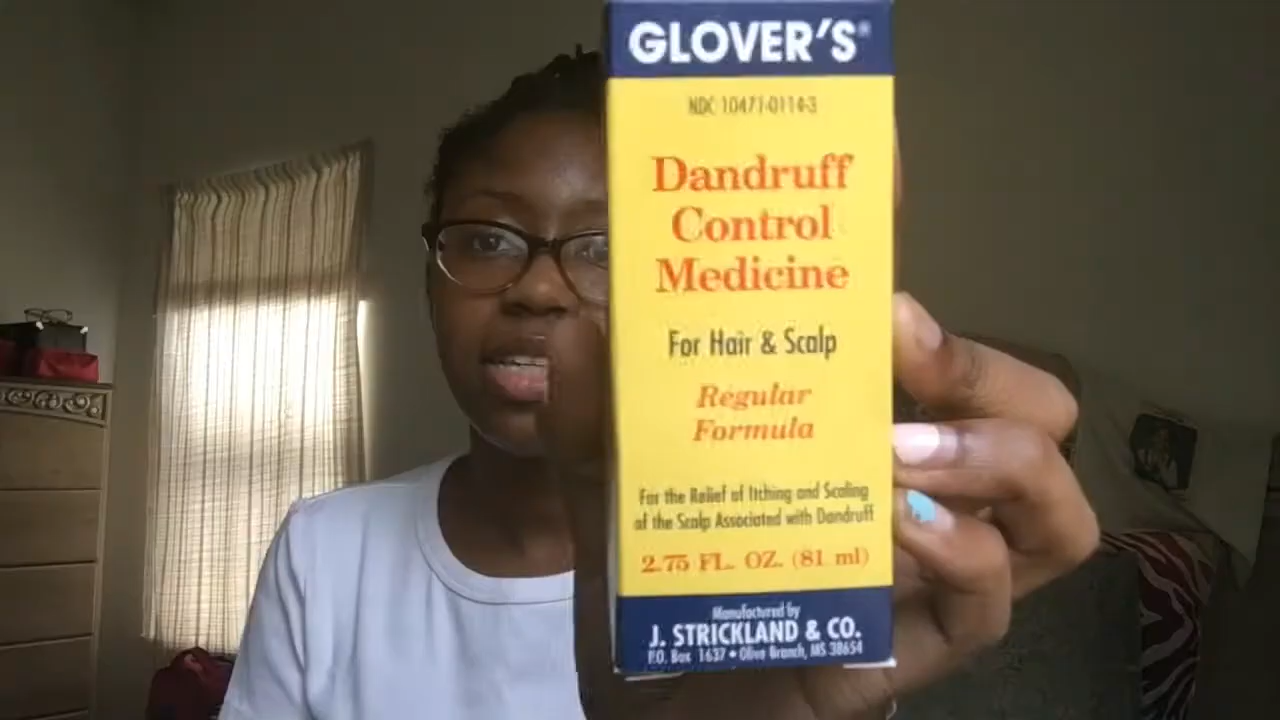 GLOVER'S®
NDC 10471-0114-3
Dandruff
Control
Medicine
For Hair & Scalp
Regular
Formula
For the Relief of Itching and Scaling
of the Scalp Associated with Dandruff
2.75 FL. OZ. (81 ml)
Manufactured by
J. STRICKLAND & CO.
P.O. Box 1637 • Olive Branch, MS 38654